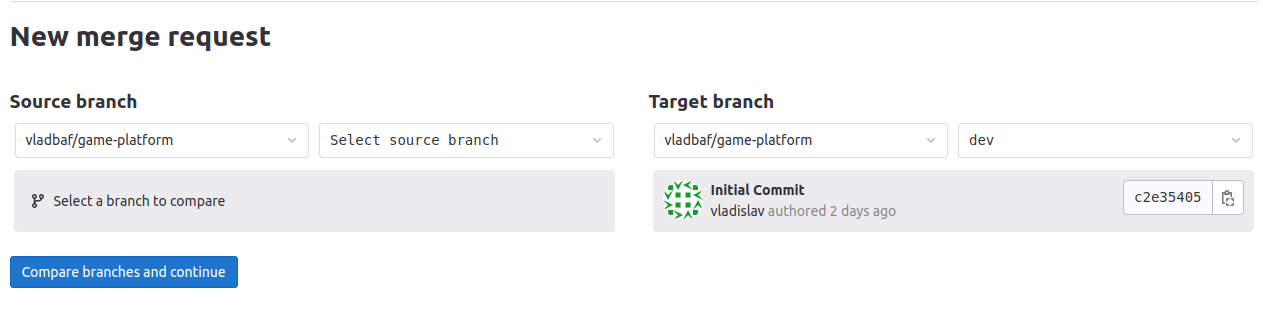 New merge request
Source branch
Target branch
vladbaf/game-platform
Select source branch
vladbaf/game-platform
dev
Select a branch to compare
Initial Commit
vladislav authored 2 days ago
c2e35405
Compare branches and continue